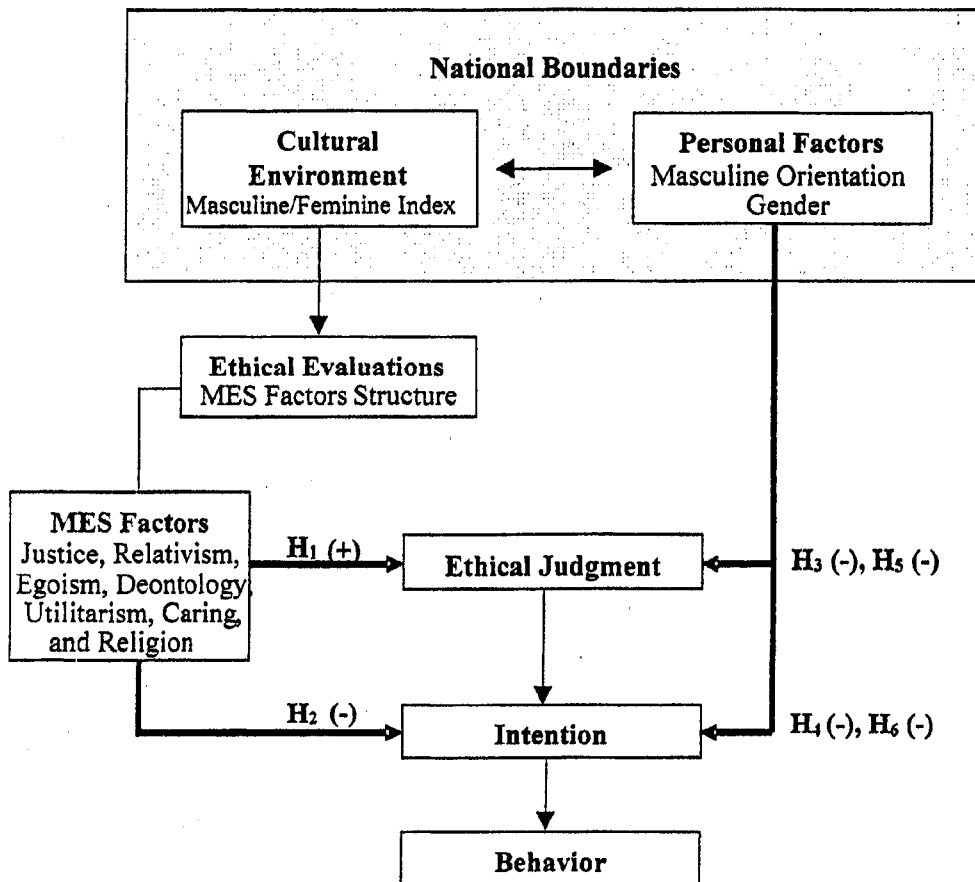 National Boundaries
Cultural
Environment
Masculine/Feminine Index
Personal Factors
Masculine Orientation
Gender
Ethical Evaluations
MES Factors Structure
MES Factors
Justice, Relativism,
Egoism, Deontology,
Utilitarism, Caring,
and Religion
H₁ (+)
Ethical Judgment
H₃ (-), H₅ (-)
H₂ (-)
Intention
H₄ (-), H₆ (-)
Behavior